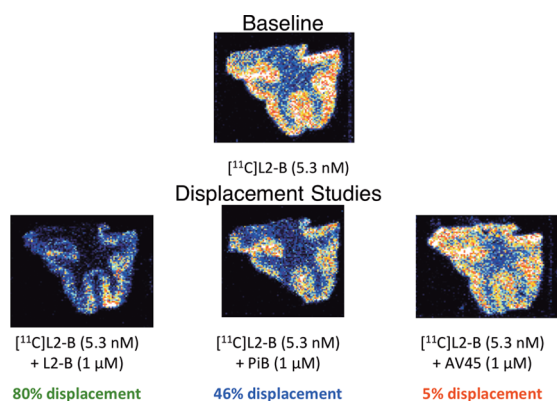 Baseline
[¹¹C]L2-B (5.3 nM)
Displacement Studies
[¹¹C]L2-B (5.3 nM)
+ L2-B (1 µM)
80% displacement
[¹¹C]L2-B (5.3 nM)
+ PiB (1 µM)
46% displacement
[¹¹C]L2-B (5.3 nM)
+ AV45 (1 µM)
5% displacement